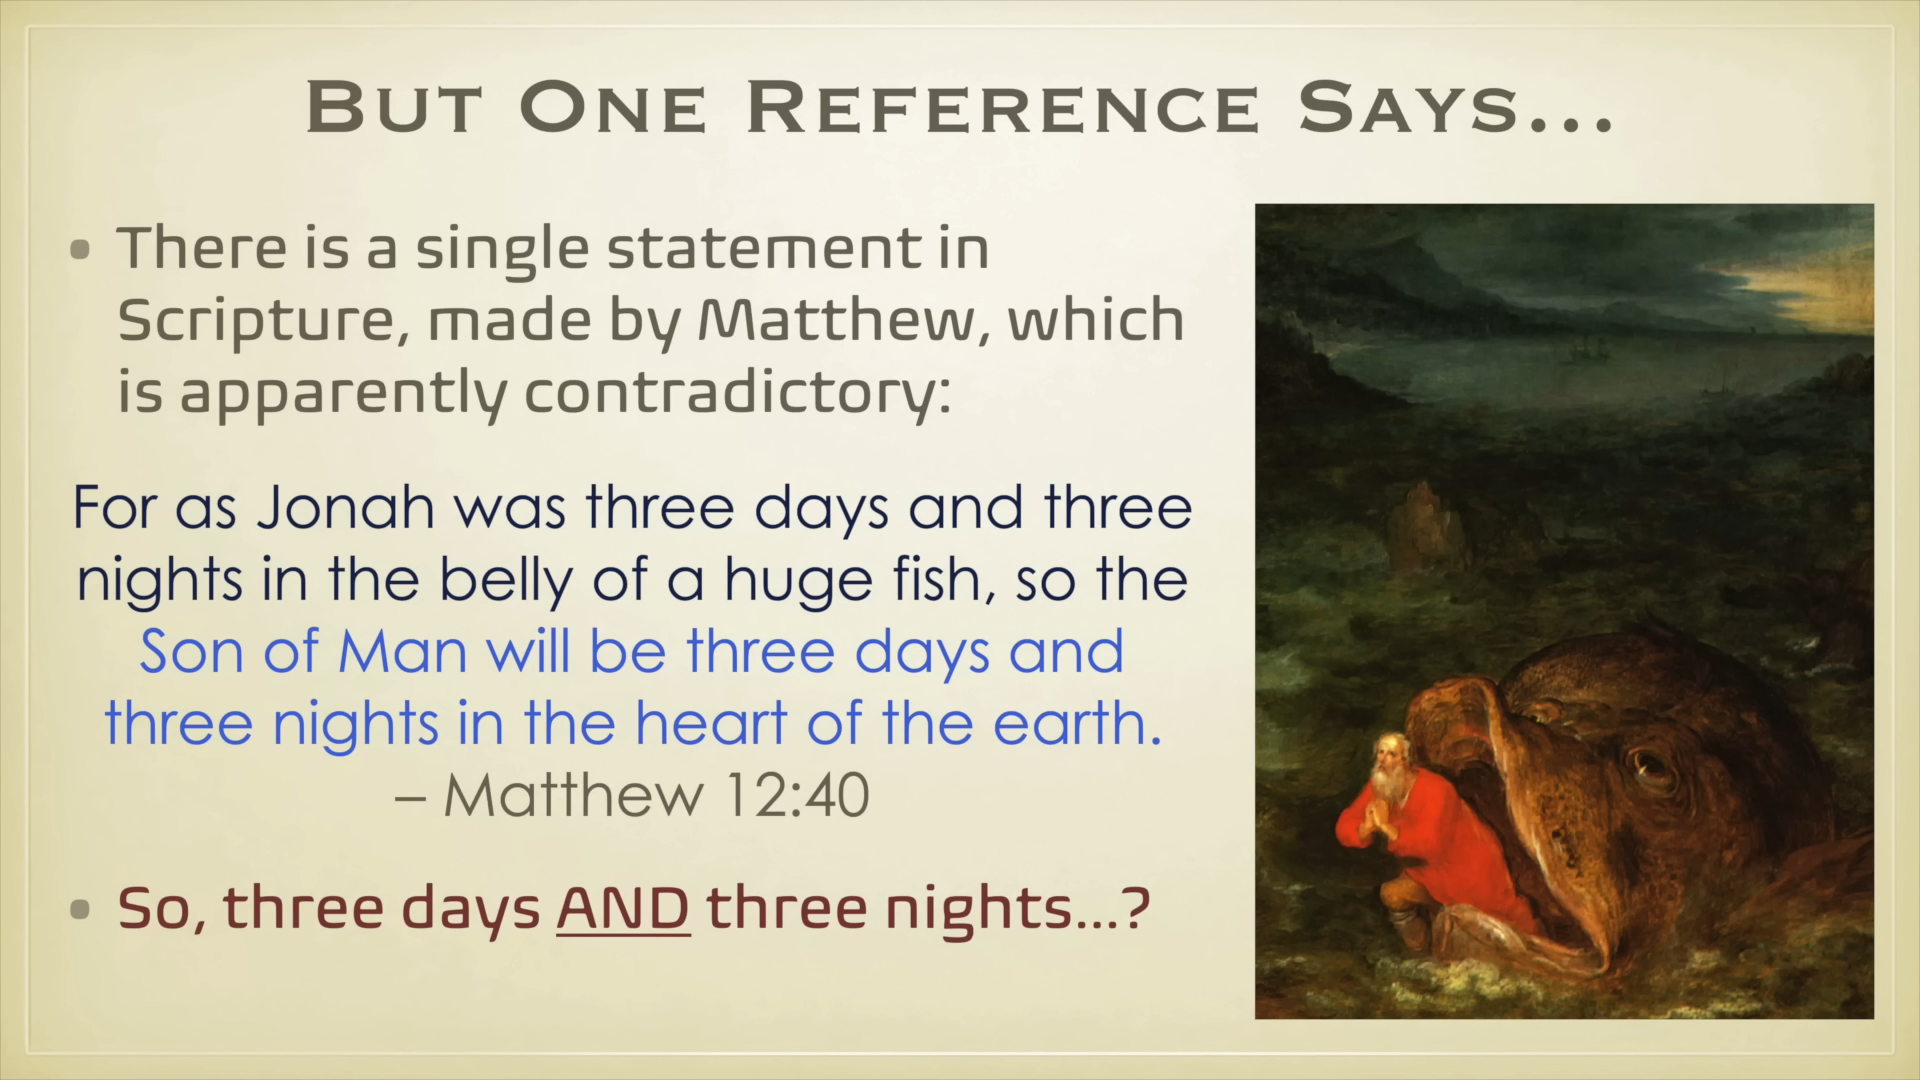 But One Reference Says...
• There is a single statement in
Scripture, made by Matthew, which
is apparently contradictory:
For as Jonah was three days and three
nights in the belly of a huge fish, so the
Son of Man will be three days and
three nights in the heart of the earth.
– Matthew 12:40
• So, three days AND three nights...?